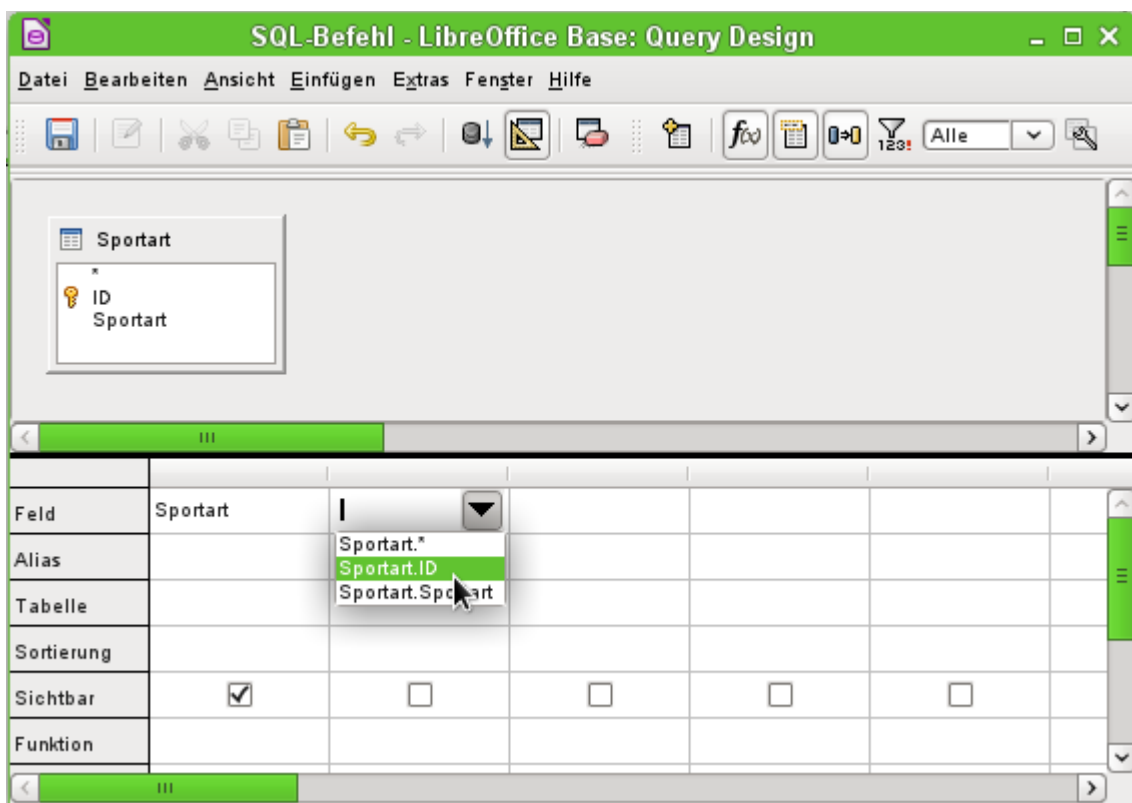 SQL-Befehl - LibreOffice Base: Query Design
Datei Bearbeiten Ansicht Einfügen Extras Fenster Hilfe
f(x) 123! Alle
Sportart
*
ID
Sportart
Feld Sportart
Sportart.*
Alias
Sportart.ID
Sportart.Sportart
Tabelle
Sortierung
Sichtbar
Funktion